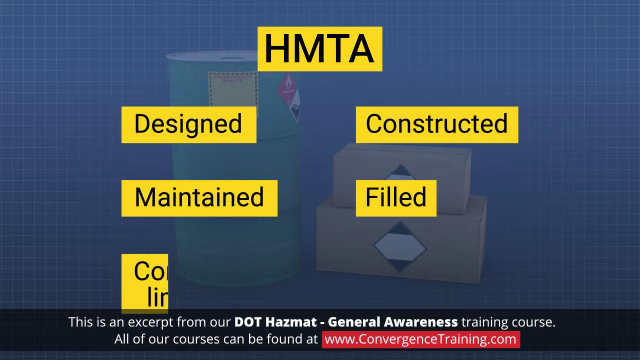 HMTA
Designed
Constructed
Maintained
Filled
This is an excerpt from our DOT Hazmat - General Awareness training course.
All of our courses can be found at www.ConvergenceTraining.com